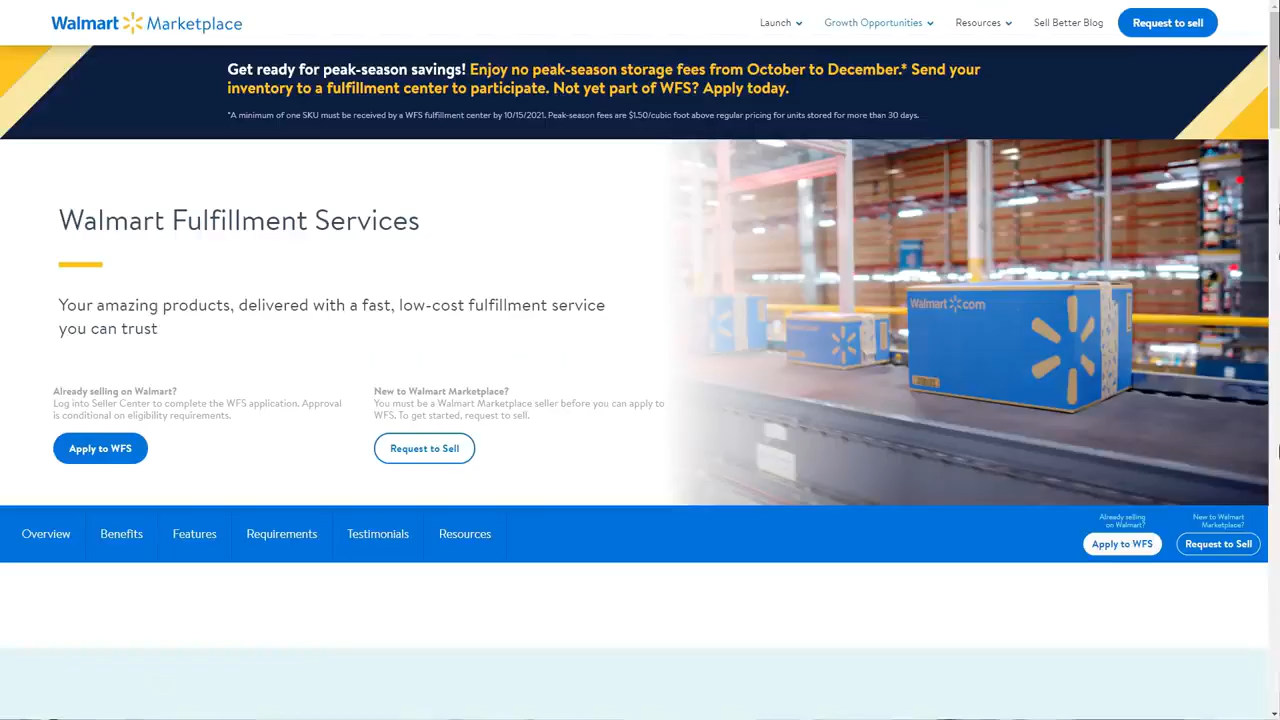 Walmart Marketplace
Launch
Growth Opportunities
Resources
Sell Better Blog
Request to sell
Get ready for peak-season savings! Enjoy no peak-season storage fees from October to December.* Send your
inventory to a fulfillment center to participate. Not yet part of WFS? Apply today.
*A minimum of one SKU must be received by a WFS fulfillment center by 10/15/2021. Peak-season fees are $1.50/cubic foot above regular pricing for units stored for more than 30 days.
Walmart Fulfillment Services
Your amazing products, delivered with a fast, low-cost fulfillment service
you can trust
Walmart.com
Already selling on Walmart?
Log into Seller Center to complete the WFS application. Approval
is conditional on eligibility requirements.
Apply to WFS
New to Walmart Marketplace?
You must be a Walmart Marketplace seller before you can apply to
WFS. To get started, request to sell.
Request to Sell
Overview
Benefits
Features
Requirements
Testimonials
Resources
Already selling
on Walmart?
Apply to WFS
New to Walmart
Marketplace?
Request to Sell